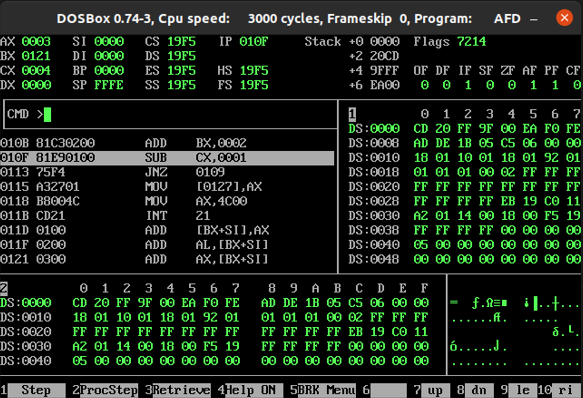 DOSBox 0.74-3, Cpu speed: 3000 cycles, Frameskip 0, Program: AFD
AX 0003 SI 0000 CS 19F5 IP 010F Stack +0 0000 Flags 7214
BX 0121 DI 0000 DS 19F5 +2 20CD
CX 0004 BP 0000 ES 19F5 HS 19F5 +4 9FFF OF DF IF SF ZF AF PF CF
DX 0000 SP FFFE SS 19F5 FS 19F5 +6 EA00 0 0 1 0 0 1 1 0
CMD >
1 0 1 2 3 4 5 6 7
DS:0000 CD 20 FF 9F 00 EA F0 FE
010B 81C30200 ADD BX,0002 DS:0008 AD DE 1B 05 C5 06 00 00
010F 81E90100 SUB CX,0001 DS:0010 18 01 10 01 18 01 92 01
0113 75F4 JNZ 0109 DS:0018 01 01 01 00 02 FF FF FF
0115 A32701 MOV [0127],AX DS:0020 FF FF FF FF FF FF FF FF
0118 B8004C MOV AX,4C00 DS:0028 FF FF FF FF EB 19 C0 11
011B CD21 INT 21 DS:0030 A2 01 14 00 18 00 F5 19
011D 0100 ADD [BX+SI],AX DS:0038 FF FF FF FF 00 00 00 00
011F 0200 ADD AL,[BX+SI] DS:0040 05 00 00 00 00 00 00 00
0121 0300 ADD AX,[BX+SI] DS:0048 00 00 00 00 00 00 00 00
2 0 1 2 3 4 5 6 7 8 9 A B C D E F
DS:0000 CD 20 FF 9F 00 EA F0 FE AD DE 1B 05 C5 06 00 00
DS:0010 18 01 10 01 18 01 92 01 01 01 01 00 02 FF FF FF
DS:0020 FF FF FF FF FF FF FF FF FF FF FF FF EB 19 C0 11
DS:0030 A2 01 14 00 18 00 F5 19 FF FF FF FF 00 00 00 00
DS:0040 05 00 00 00 00 00 00 00 00 00 00 00 00 00 00 00
1 Step 2 ProcStep 3 Retrieve 4 Help ON 5 BRK Menu 6 7 up 8 dn 9 le 10 ri